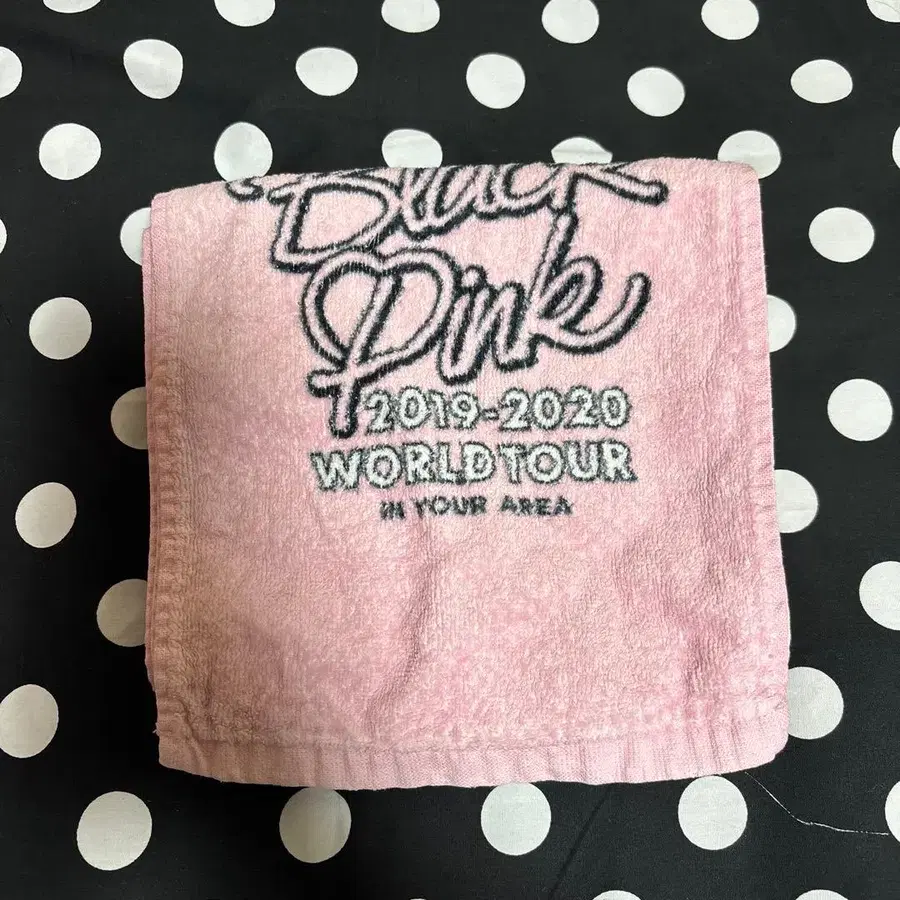 Black
Pink
2019-2020
WORLD TOUR
IN YOUR AREA